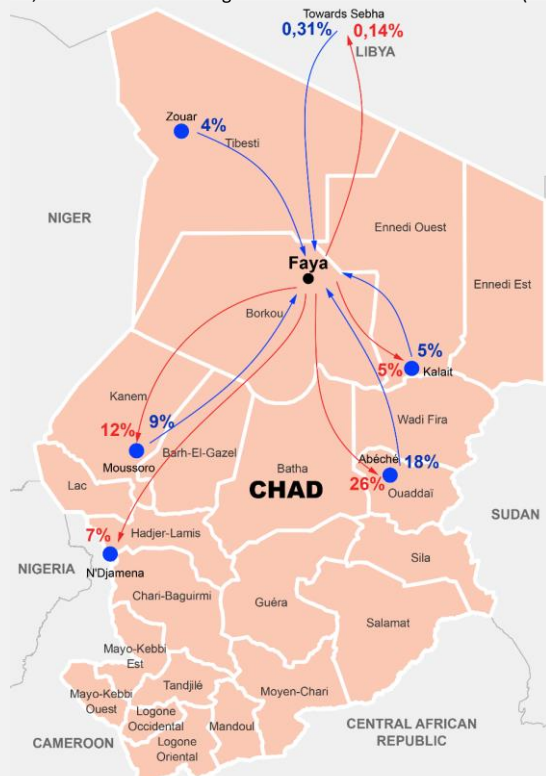 Towards Sebha
0,31%
0,14%
LIBYA
Zouar
4%
Tibesti
NIGER
Ennedi Ouest
Faya
Ennedi Est
Borkou
5%
5%
Kalait
Kanem
12%
9%
Wadi Fira
Moussoro
Barh-El-Gazel
Batha
Abéché
18%
CHAD
26%
Ouaddaï
Lac
SUDAN
7%
Hadjer-Lamis
NIGERIA
N'Djamena
Sila
Chari-Baguirmi
Guéra
Salamat
Mayo-Kebbi
Est
Mayo-Kebbi
Ouest
Tandjilé
Moyen-Chari
Logone
Occidental
Mandoul
CENTRAL AFRICAN
REPUBLIC
CAMEROON
Logone
Oriental